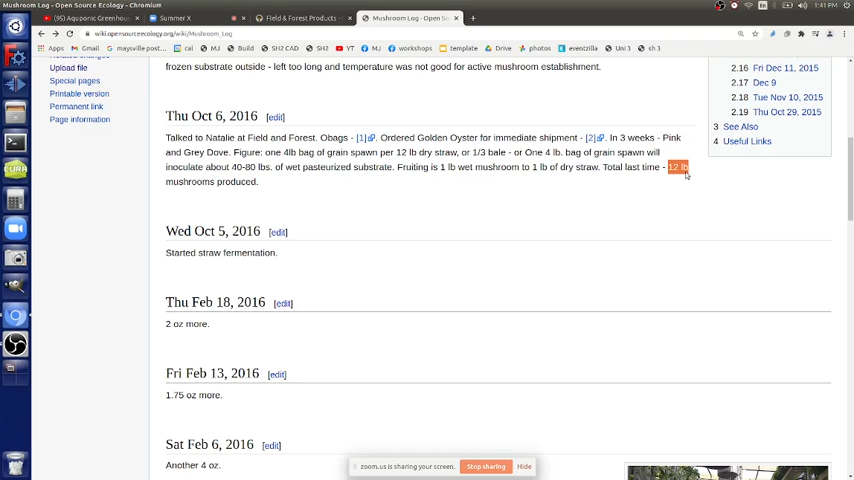 Mushroom Log - Open Source Ecology - Chromium
1:41 PM
(55) Aquponic Greenhou
Summer X
Field & Forest Products -
Mushroom Log - Open So
wiki.opensourceecology.org/wiki/Mushroom_Log
Apps Gmail maysville post... cal MJ Build SH2 CAD SH2 YT FJ workshops template Drive photos eventzilla Uni 3 sh 3
Upload file
Special pages
Printable version
Permanent link
Page information
frozen substrate outside - left too long and temperature was not good for active mushroom establishment.
2.16 Fri Dec 11, 2015
2.17 Dec 9
2.18 Tue Nov 10, 2015
2.19 Thu Oct 29, 2015
3 See Also
4 Useful Links
Thu Oct 6, 2016 [edit]
Talked to Natalie at Field and Forest. Obags - [1]. Ordered Golden Oyster for immediate shipment - [2]. In 3 weeks - Pink
and Grey Dove. Figure: one 4lb bag of grain spawn per 12 lb dry straw, or 1/3 bale - or One 4 lb. bag of grain spawn will
inoculate about 40-80 lbs. of wet pasteurized substrate. Fruiting is 1 lb wet mushroom to 1 lb of dry straw. Total last time - 12 lb
mushrooms produced.
Wed Oct 5, 2016 [edit]
Started straw fermentation.
Thu Feb 18, 2016 [edit]
2 oz more.
Fri Feb 13, 2016 [edit]
1.75 oz more.
Sat Feb 6, 2016 [edit]
Another 4 oz.
zoom.us is sharing your screen. Stop sharing Hide